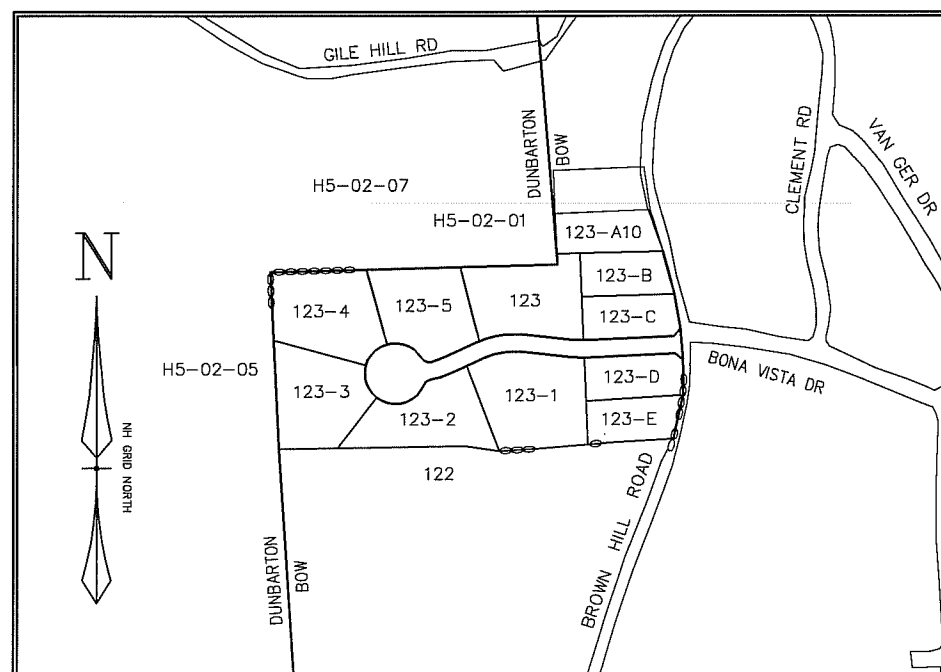 GILE HILL RD
DUNBARTON
BOW
CLEMENT RD
VAN GER DR
H5-02-07
H5-02-01
123-A10
N
123-B
123-4
123-5
123
123-C
H5-02-05
BONA VISTA DR
123-3
123-D
123-2
123-1
123-E
NH GRID NORTH
122
BROWN HILL ROAD
DUNBARTON
BOW